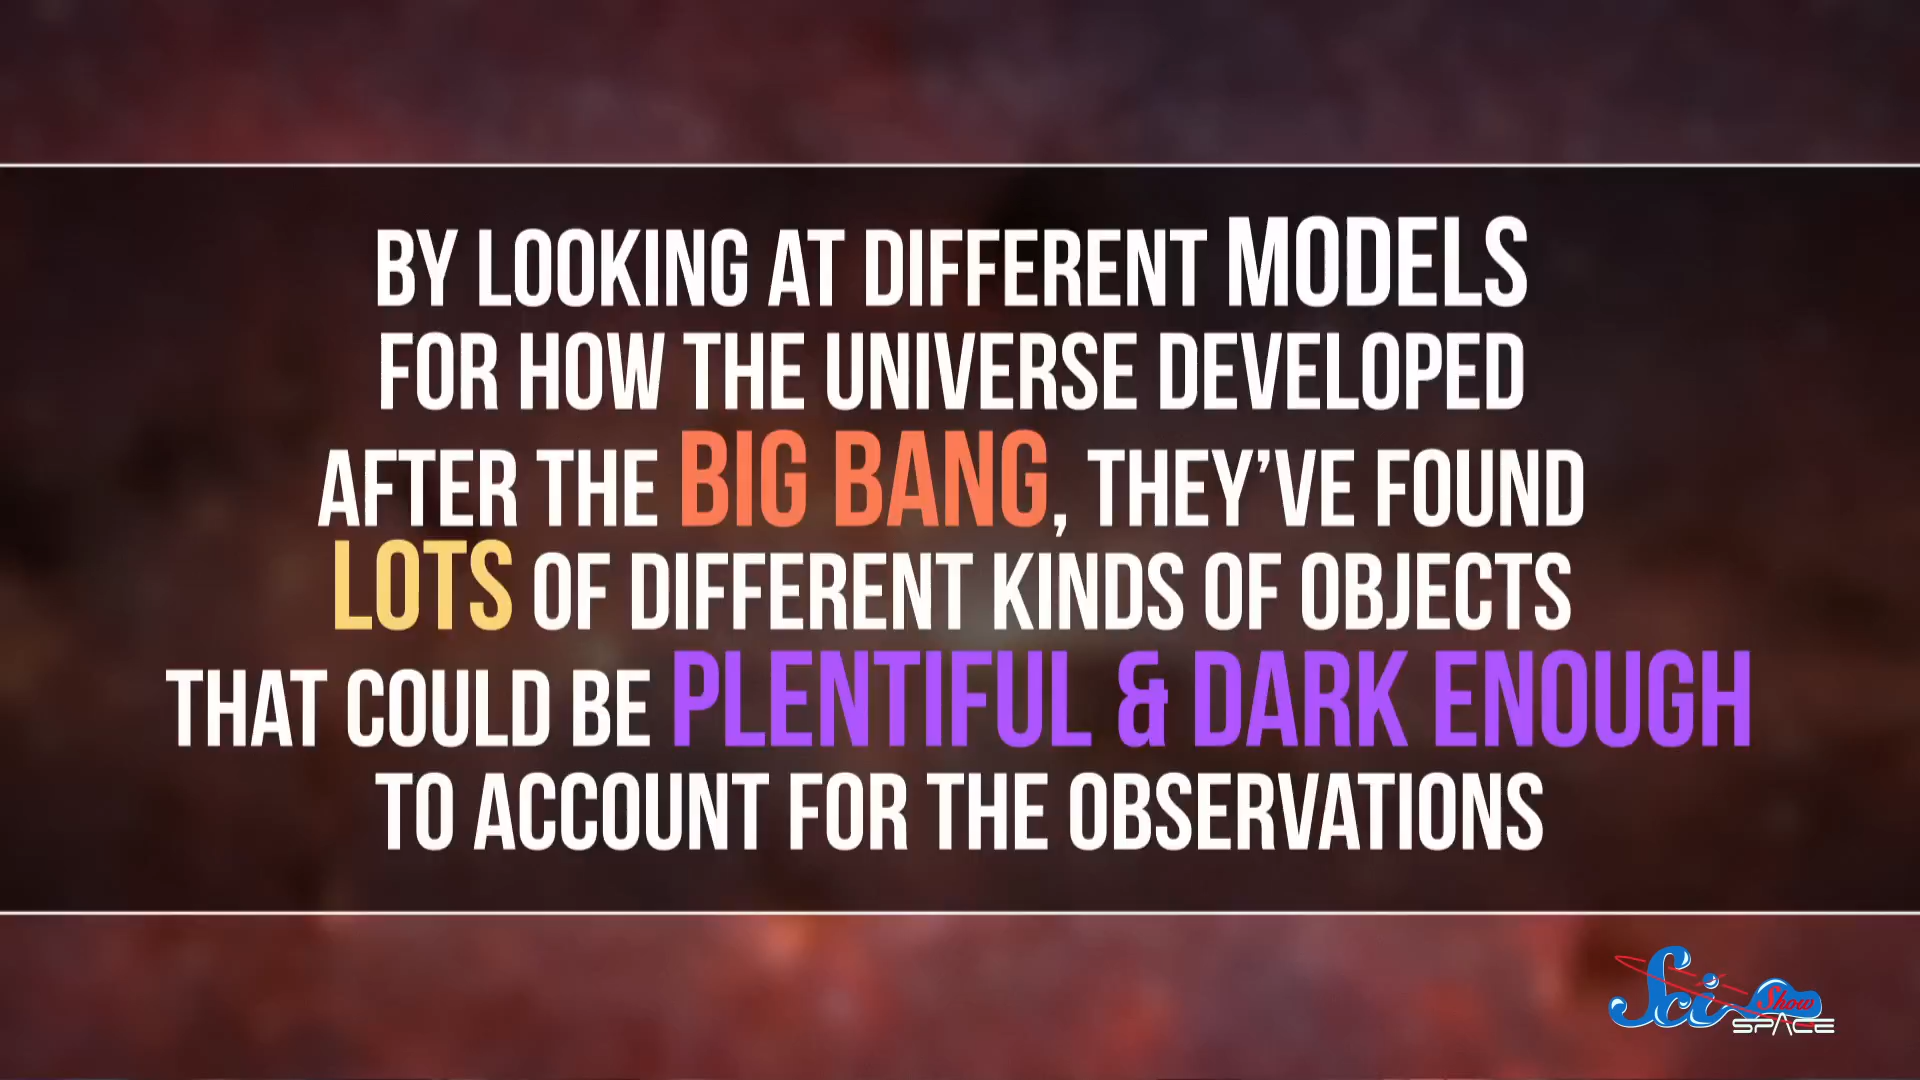 BY LOOKING AT DIFFERENT MODELS
FOR HOW THE UNIVERSE DEVELOPED
AFTER THE BIG BANG, THEY’VE FOUND
LOTS OF DIFFERENT KINDS OF OBJECTS
THAT COULD BE PLENTIFUL & DARK ENOUGH
TO ACCOUNT FOR THE OBSERVATIONS
Sci Show
SPACE